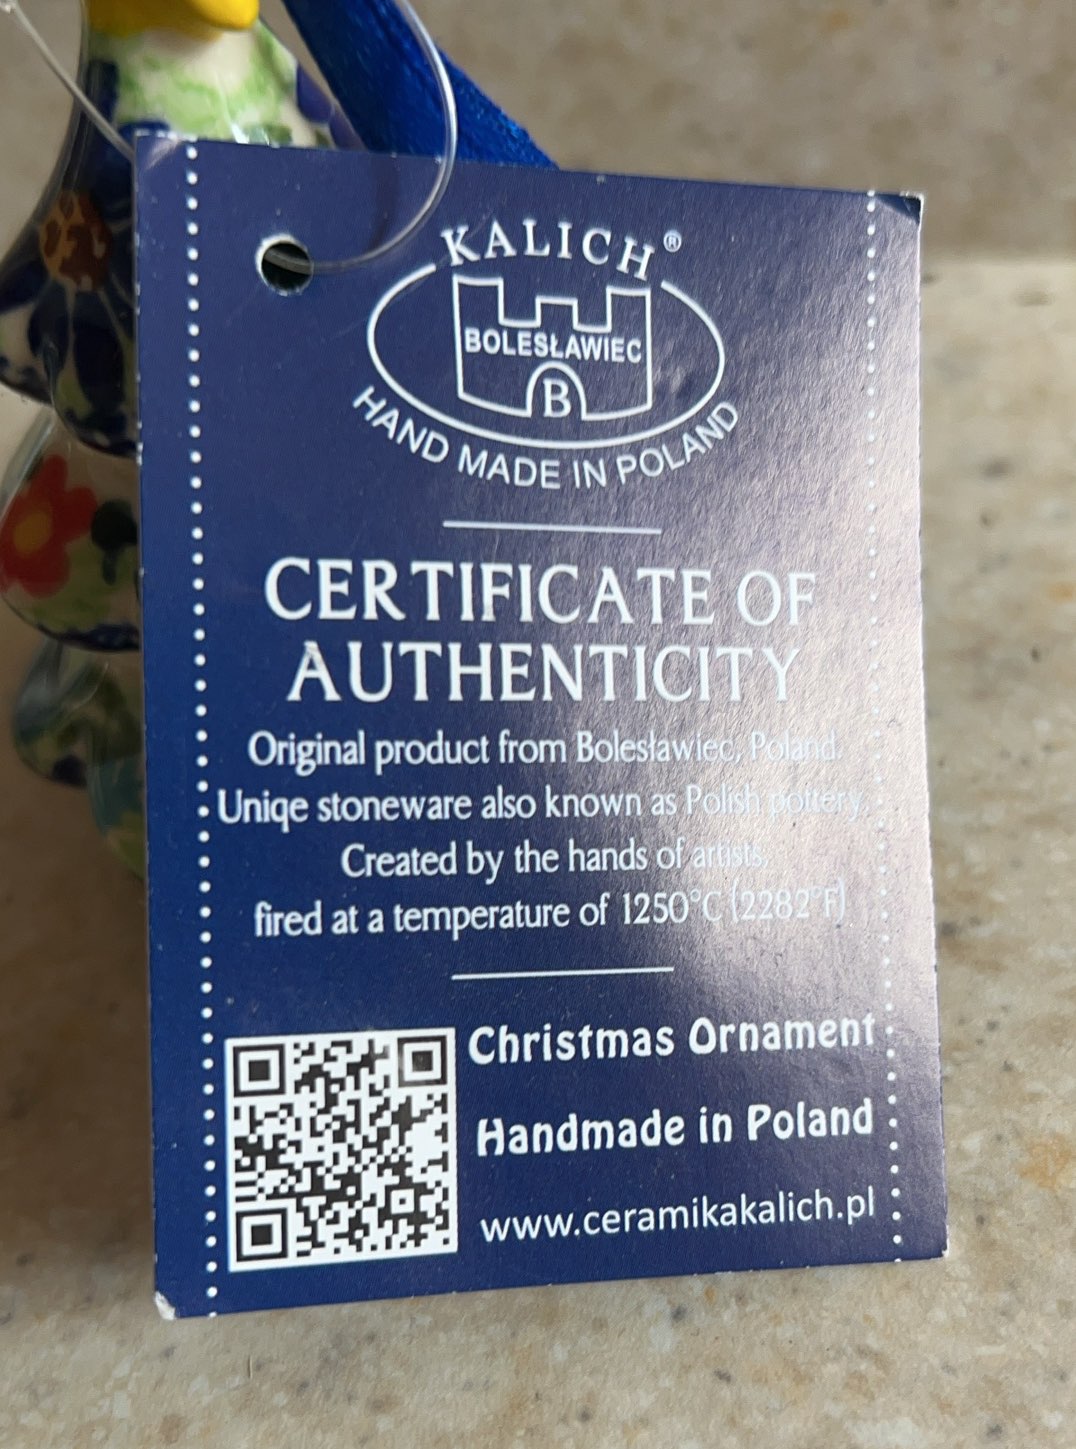 KALICH®
BOLESŁAWIEC
B
HAND MADE IN POLAND
CERTIFICATE OF
AUTHENTICITY
Original product from Bolesławiec, Poland.
Uniqe stoneware also known as Polish pottery.
Created by the hands of artists,
fired at a temperature of 1250°C (2282°F)
Christmas Ornament
Handmade in Poland
www.ceramikakalich.pl